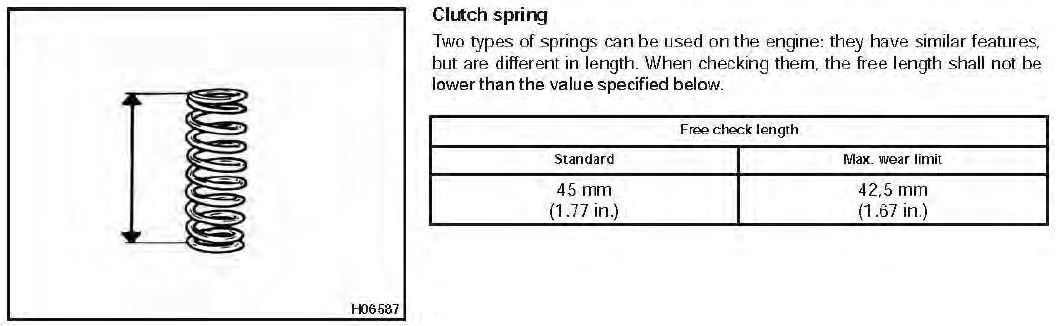 Clutch spring
Two types of springs can be used on the engine: they have similar features,
but are different in length. When checking them, the free length shall not be
lower than the value specified below.
Free check length
Standard
Max. wear limit
45 mm
(1.77 in.)
42,5 mm
(1.67 in.)
H06587